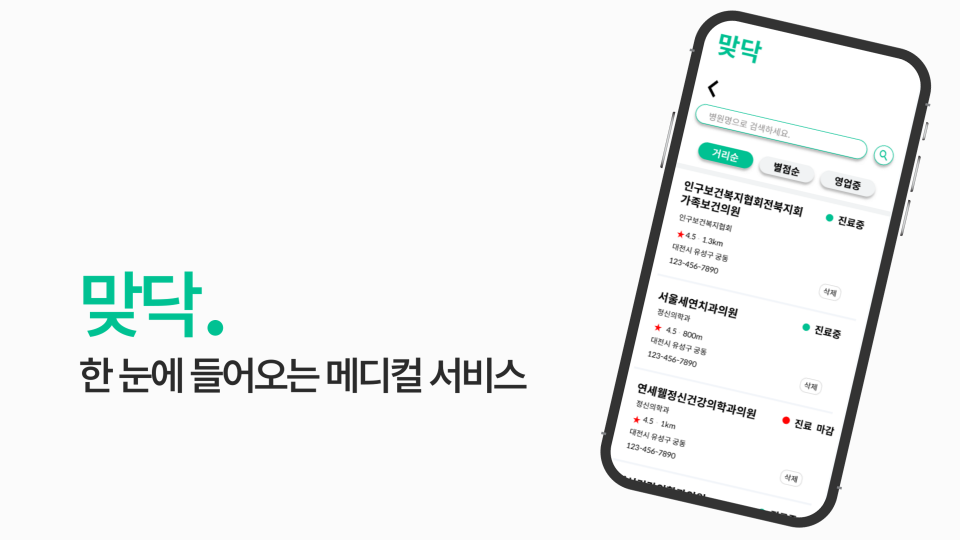 맞닥.
한 눈에 들어오는 메디컬 서비스
맞닥
병원명으로 검색하세요.
거리순 별점순 영업중
인구보건복지협회전북지회
가족보건의원
진료중
인구보건복지협회
★4.5 1.3km
대전시 유성구 궁동
123-456-7890
삭제
서울세연치과의원
진료중
정신의학과
★ 4.5 800m
대전시 유성구 궁동
123-456-7890
삭제
연세웰정신건강의학과의원
진료 마감
정신의학과
★ 4.5 1km
대전시 유성구 궁동
123-456-7890
삭제